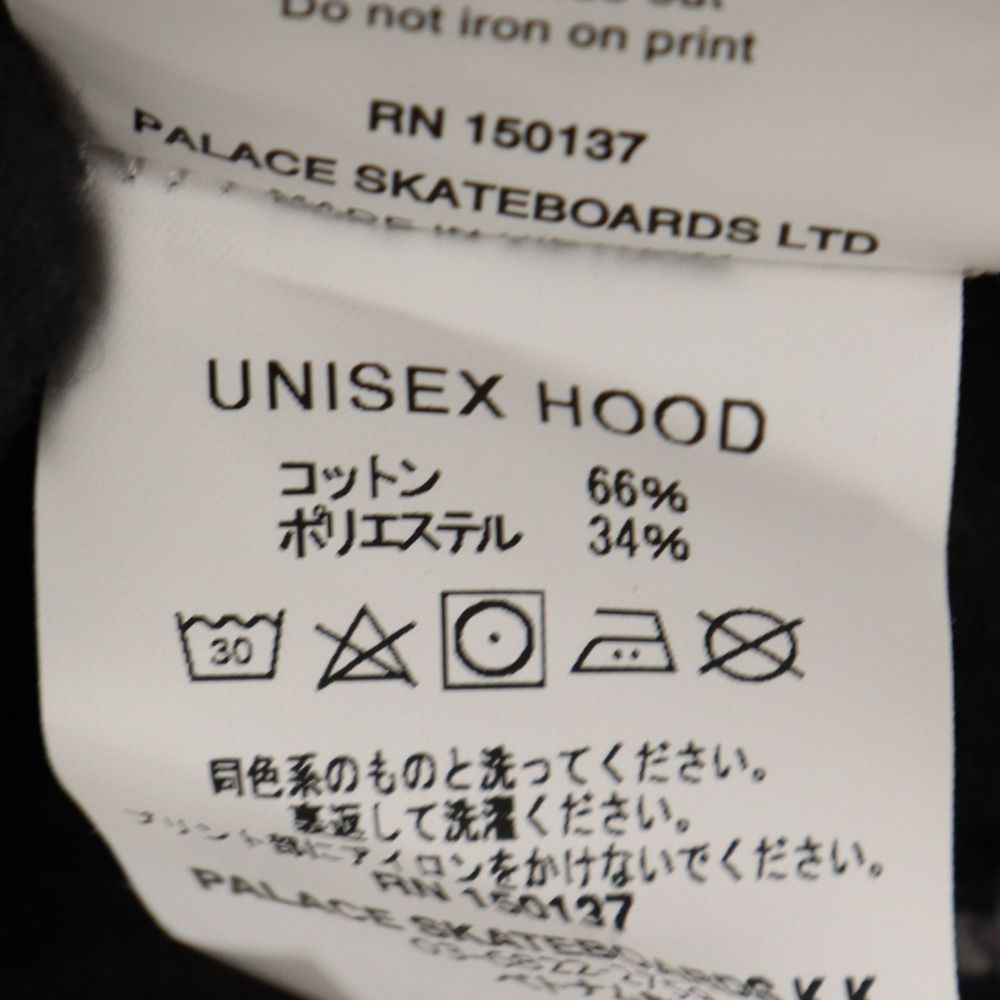 Do not iron on print
RN 150137
PALACE SKATEBOARDS LTD
MADE IN
UNISEX HOOD
コットン 66%
ポリエステル 34%
30
同色系のものと洗ってください。
裏返して洗濯ください。
プリント部にアイロンをかけないでください。
RN 150137
PALACE SKATEBOARDS K.K